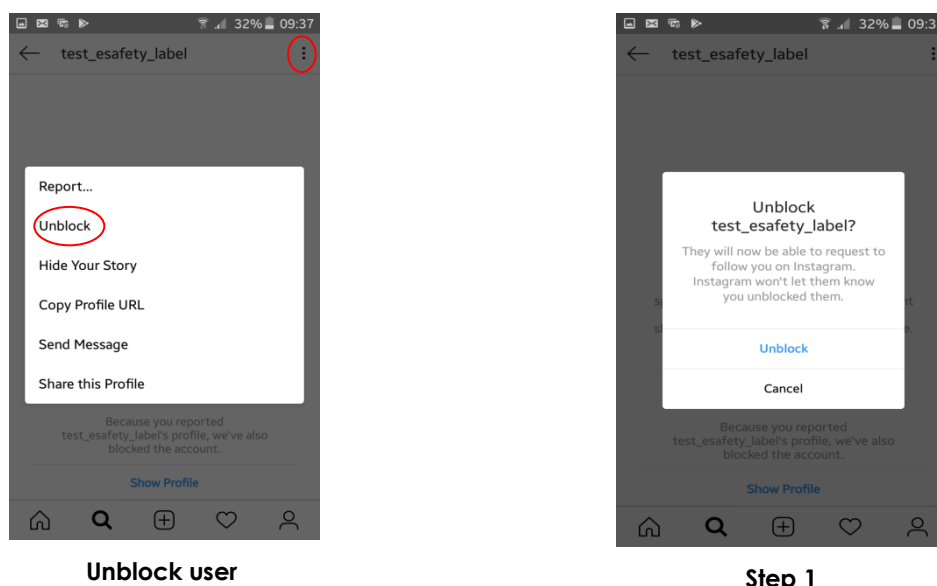 32% 09:37
test_esafety_label
Report...
Unblock
Hide Your Story
Copy Profile URL
Send Message
Share this Profile
Because you reported
test_esafety_label's profile, we've also
blocked the account.
Show Profile
Unblock user
32% 09:3
test_esafety_label
Unblock
test_esafety_label?
They will now be able to request to
follow you on Instagram.
Instagram won't let them know
you unblocked them.
Unblock
Cancel
Because you reported
test_esafety_label's profile, we've also
blocked the account.
Show Profile
Step 1